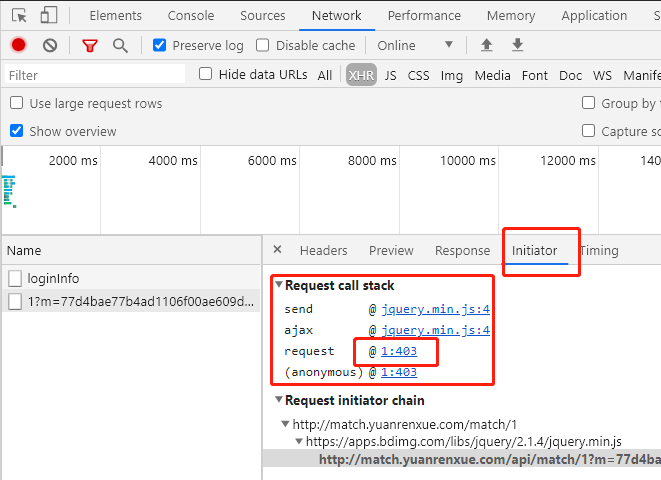 Elements Console Sources Network Performance Memory Application
Preserve log Disable cache Online
Filter Hide data URLs All XHR JS CSS Img Media Font Doc WS Manife
Use large request rows Group by f
Show overview Capture sc
2000 ms 4000 ms 6000 ms 8000 ms 10000 ms 12000 ms 140
Name × Headers Preview Response Initiator Timing
loginInfo
1?m=77d4bae77b4ad1106f00ae609d...
▼Request call stack
send @ jquery.min.js:4
ajax @ jquery.min.js:4
request @ 1:403
(anonymous) @ 1:403
▼Request initiator chain
▼http://match.yuanrenxue.com/match/1
▼https://apps.bdimg.com/libs/jquery/2.1.4/jquery.min.js
http://match.yuanrenxue.com/api/match/1?m=77d4ba